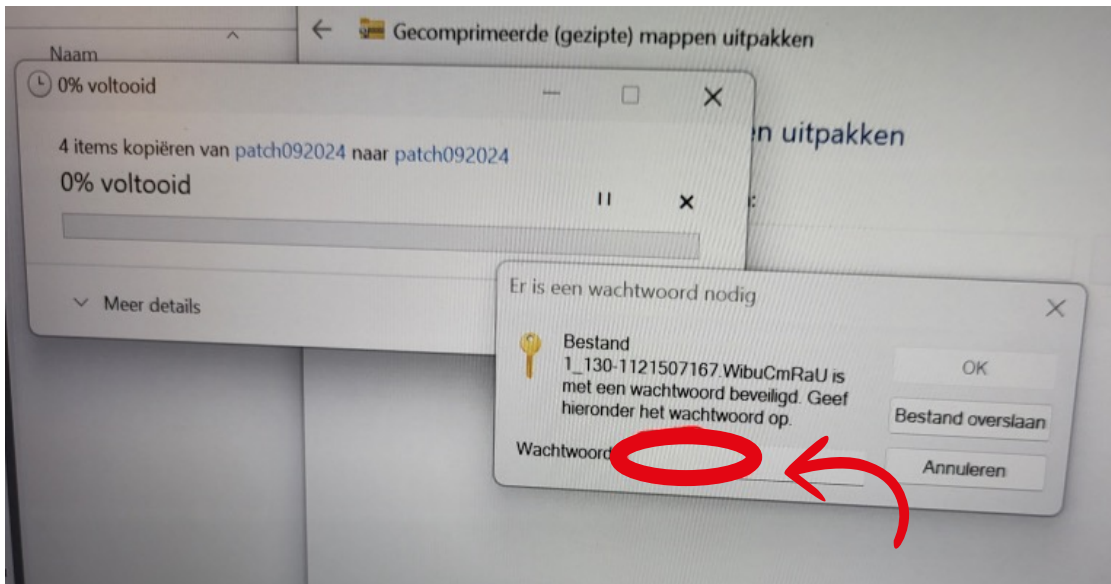 Naam
Gecomprimeerde (gezipte) mappen uitpakken
0% voltooid
n uitpakken
4 items kopiëren van patch092024 naar patch092024
0% voltooid
Meer details
Er is een wachtwoord nodig
Bestand
1_130-1121507167.WibuCmRaU is
met een wachtwoord beveiligd. Geef
hieronder het wachtwoord op.
Wachtwoord
OK
Bestand overslaan
Annuleren